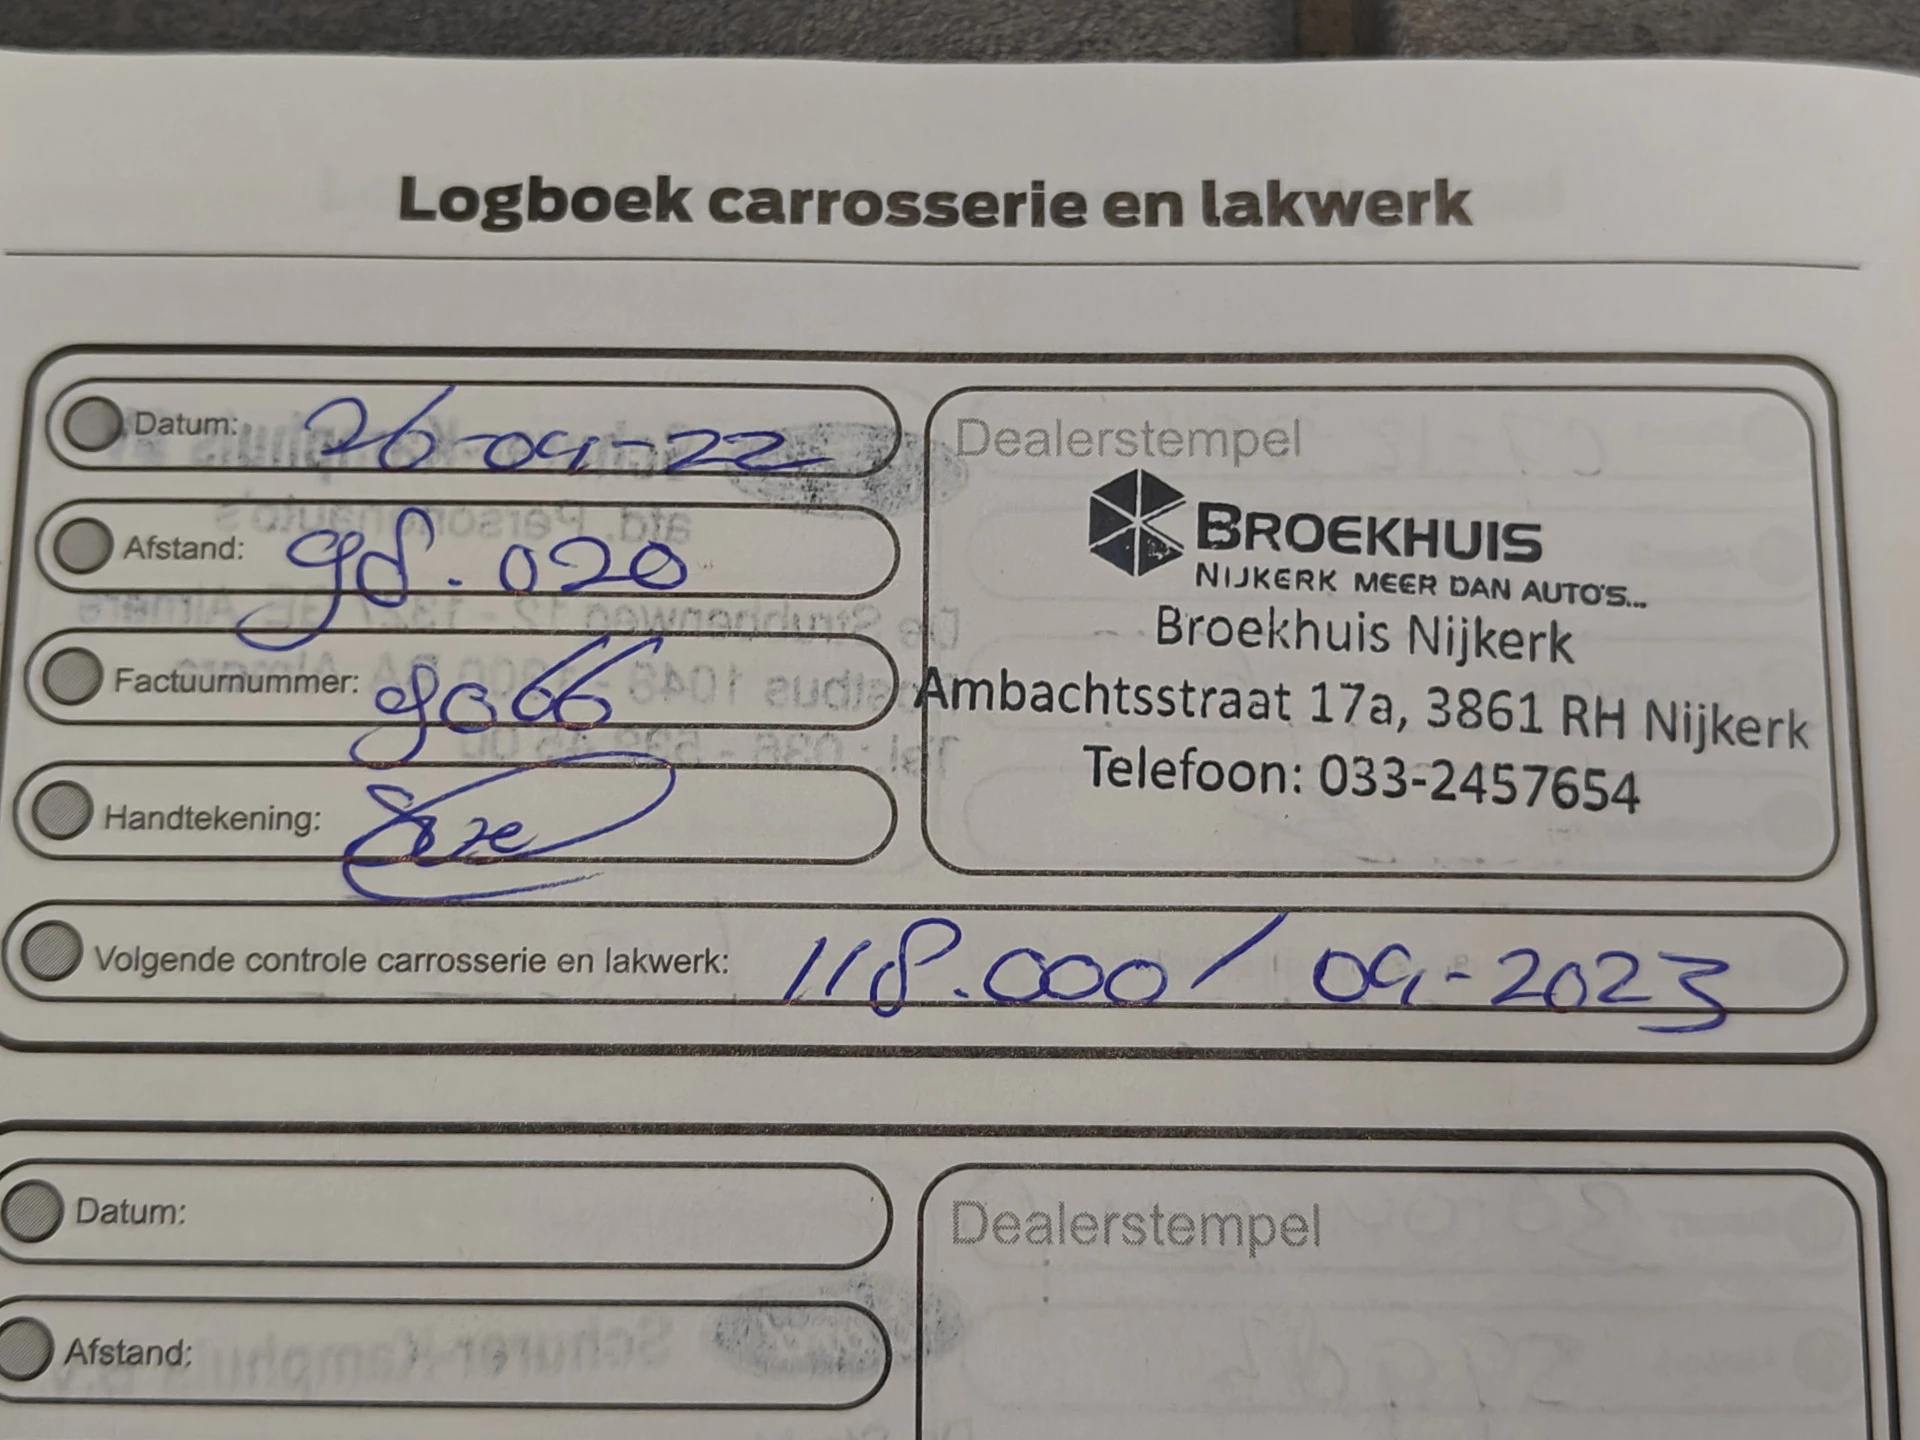 Logboek carrosserie en lakwerk
Datum: 26-04-22
Dealerstempel
BROEKHUIS
NIJKERK MEER DAN AUTO'S...
Broekhuis Nijkerk
Ambachtsstraat 17a, 3861 RH Nijkerk
Telefoon: 033-2457654
Afstand: 98.020
Factuurnummer: 9066
Handtekening:
Volgende controle carrosserie en lakwerk: 118.000 / 04-2023
Datum:
Dealerstempel
Afstand: